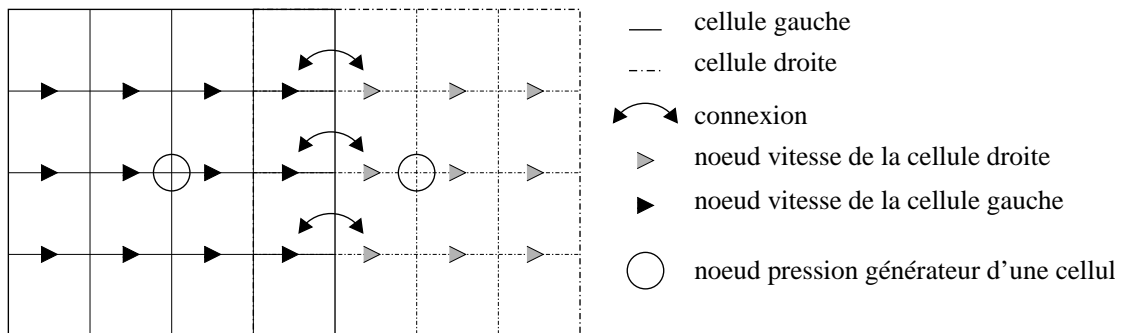 cellule gauche
cellule droite
connexion
noeud vitesse de la cellule droite
noeud vitesse de la cellule gauche
noeud pression générateur d'une cellul